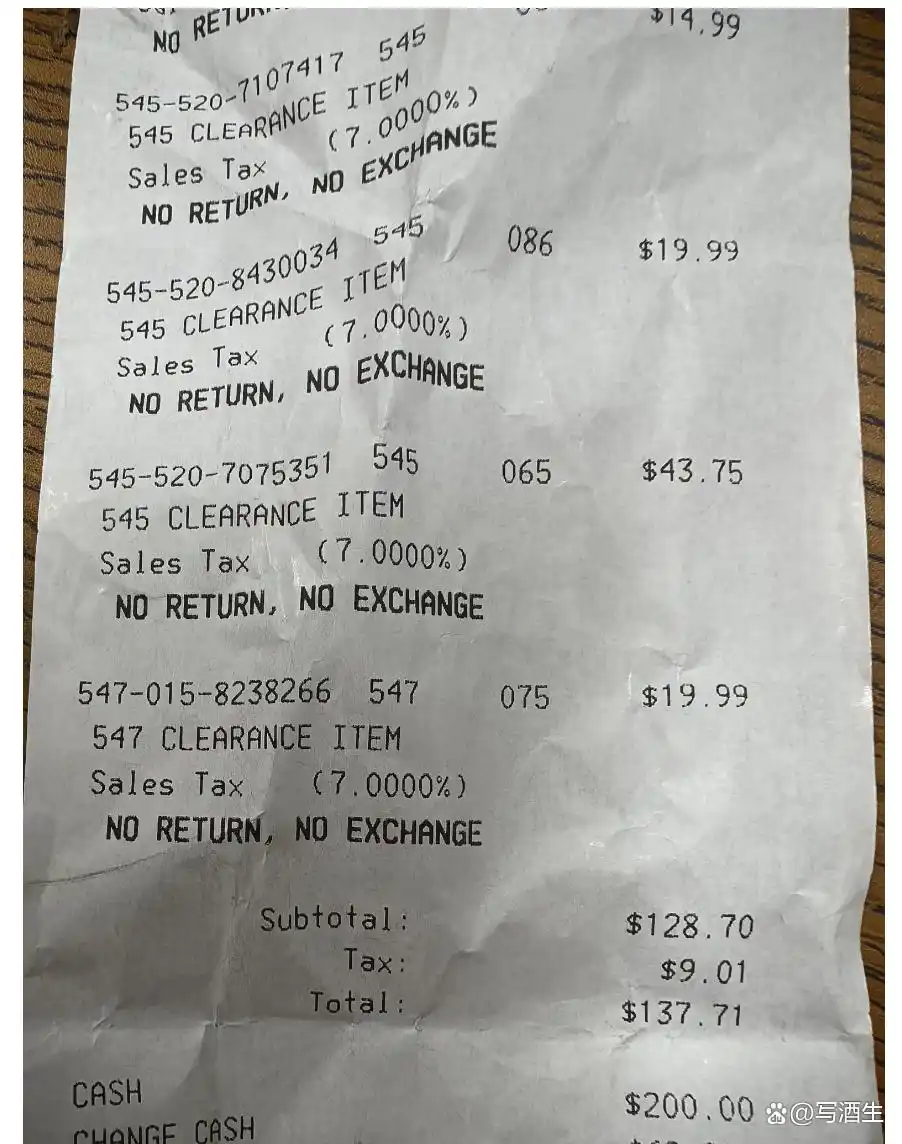 NO RETURN
$14.99
545-520-7107417 545
545 CLEARANCE ITEM
Sales Tax (7.0000%)
NO RETURN, NO EXCHANGE
545-520-8430034 545 086 $19.99
545 CLEARANCE ITEM
Sales Tax (7.0000%)
NO RETURN, NO EXCHANGE
545-520-7075351 545 065 $43.75
545 CLEARANCE ITEM
Sales Tax (7.0000%)
NO RETURN, NO EXCHANGE
547-015-8238266 547 075 $19.99
547 CLEARANCE ITEM
Sales Tax (7.0000%)
NO RETURN, NO EXCHANGE
Subtotal: $128.70
Tax: $9.01
Total: $137.71
CASH $200.00
CHANGE CASH
@写酒生